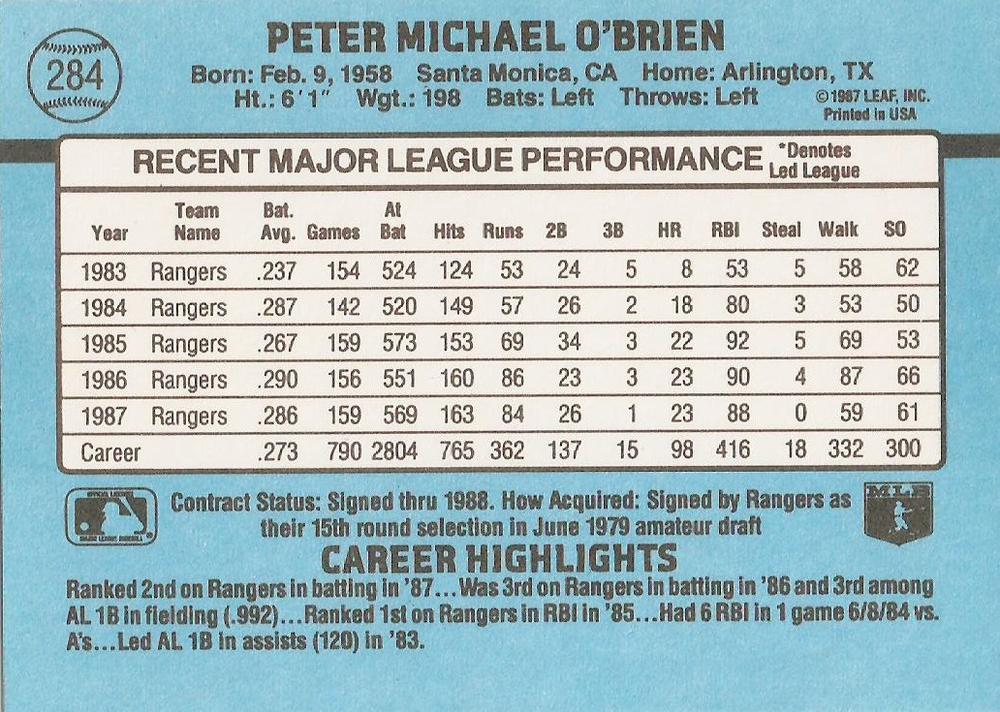 284
PETER MICHAEL O'BRIEN
Born: Feb. 9, 1958 Santa Monica, CA Home: Arlington, TX
Ht.: 6'1" Wgt.: 198 Bats: Left Throws: Left
©1987 LEAF, INC.
Printed in USA
RECENT MAJOR LEAGUE PERFORMANCE *Denotes Led League
Year Team Name Bat. Avg. Games At Bat Hits Runs 2B 3B HR RBI Steal Walk SO
1983 Rangers .237 154 524 124 53 24 5 8 53 5 58 62
1984 Rangers .287 142 520 149 57 26 2 18 80 3 53 50
1985 Rangers .267 159 573 153 69 34 3 22 92 5 69 53
1986 Rangers .290 156 551 160 86 23 3 23 90 4 87 66
1987 Rangers .286 159 569 163 84 26 1 23 88 0 59 61
Career .273 790 2804 765 362 137 15 98 416 18 332 300
Contract Status: Signed thru 1988. How Acquired: Signed by Rangers as
their 15th round selection in June 1979 amateur draft
MLB
CAREER HIGHLIGHTS
Ranked 2nd on Rangers in batting in '87...Was 3rd on Rangers in batting in '86 and 3rd among
AL 1B in fielding (.992)...Ranked 1st on Rangers in RBI in '85...Had 6 RBI in 1 game 6/8/84 vs.
A's...Led AL 1B in assists (120) in '83.